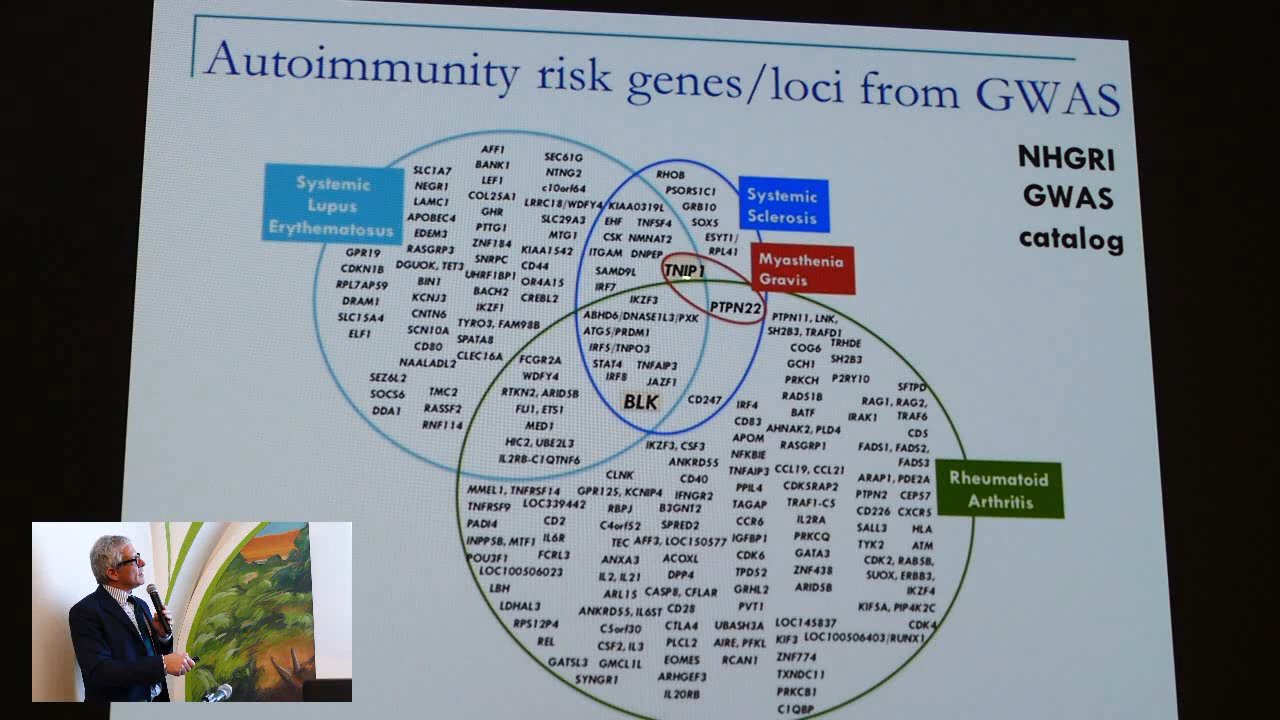 Autoimmunity risk genes/loci from GWAS
NHGRI
GWAS
catalog
Systemic
Lupus
Erythematosus
Systemic
Sclerosis
Myasthenia
Gravis
Rheumatoid
Arthritis
AFF1
SEC61G
SLC1A7
BANK1
NTNG2
NEGR1
LEF1
c10orf64
LAMC1
COL25A1
LRRC18/WDFY4
APOBEC4
GHR
SLC29A3
EDEM3
PTTG1
MTG1
GPR19
RASGRP3
ZNF184
KIAA1542
CDKN1B
DGUOK, TET3
SNRPC
CD44
RPL7AP59
BIN1
UHRF1BP1
OR4A15
DRAM1
KCNJ3
BACH2
CREBL2
SLC15A4
CNTN6
IKZF1
ELF1
SCN10A
TYRO3, FAM98B
CD80
SPATA8
NAALADL2
CLEC16A
SEZ6L2
SOCS6
TMC2
DDA1
RASSF2
RNF114
RHOB
PSORS1C1
KIAA0319L
GRB10
EHF
TNFSF4
SOX5
CSK
NMNAT2
ESYT1/
RPL41
ITGAM
DNPEP
SAMD9L
TNIP1
IRF7
IKZF3
PTPN22
ABHD6/DNASE1L3/PXK
ATG5/PRDM1
IRF5/TNPO3
STAT4
TNFAIP3
IRF8
JAZF1
BLK
CD247
FCGR2A
WDFY4
RTKN2, ARID5B
FLI1, ETS1
MED1
HIC2, UBE2L3
IL2RB-C1QTNF6
PTPN11, LNK,
SH2B3, TRAFD1
COG6
TRHDE
GCH1
SH2B3
PRKCH
P2RY10
SFTPD
RAD51B
RAG1, RAG2,
IRF4
BATF
IRAK1
TRAF6
CD83
AHNAK2, PLD4
CD5
APOM
RASGRP1
FADS1, FADS2,
FADS3
IKZF3, CSF3
NFKBIE
ANKRD55
TNFAIP3
CCL19, CCL21
ARAP1, PDE2A
CLNK
CD40
PPIL4
CDK5RAP2
PTPN2
CEP57
MMEL1, TNFRSF14
GPR125, KCNIP4
IFNGR2
TAGAP
TRAF1-C5
CD226
CXCR5
TNFRSF9
LOC339442
RBPJ
B3GNT2
CCR6
IL2RA
SALL3
HLA
PADI4
CD2
C4orf52
SPRED2
IGFBP1
PRKCQ
TYK2
ATM
INPP5B, MTF1
IL6R
TEC
AFF3, LOC150577
CDK6
GATA3
CDK2, RAB5B,
POU3F1
FCRL3
ANXA3
ACOXL
TPD52
ZNF438
SUOX, ERBB3,
LOC100506023
IL2, IL21
DPP4
GRHL2
ARID5B
IKZF4
LBH
ARL15
CASP8, CFLAR
PVT1
KIF5A, PIP4K2C
LDHAL3
ANKRD55, IL6ST
CD28
UBASH3A
LOC145837
CDK4
RPS12P4
C5orf30
CTLA4
AIRE, PFKL
KIF3
LOC100506403/RUNX1
REL
CSF2, IL3
PLCL2
RCAN1
ZNF774
GATSL3
GMCL1L
EOMES
TXNDC11
SYNGR1
ARHGEF3
PRKCB1
IL20RB
C1QBP